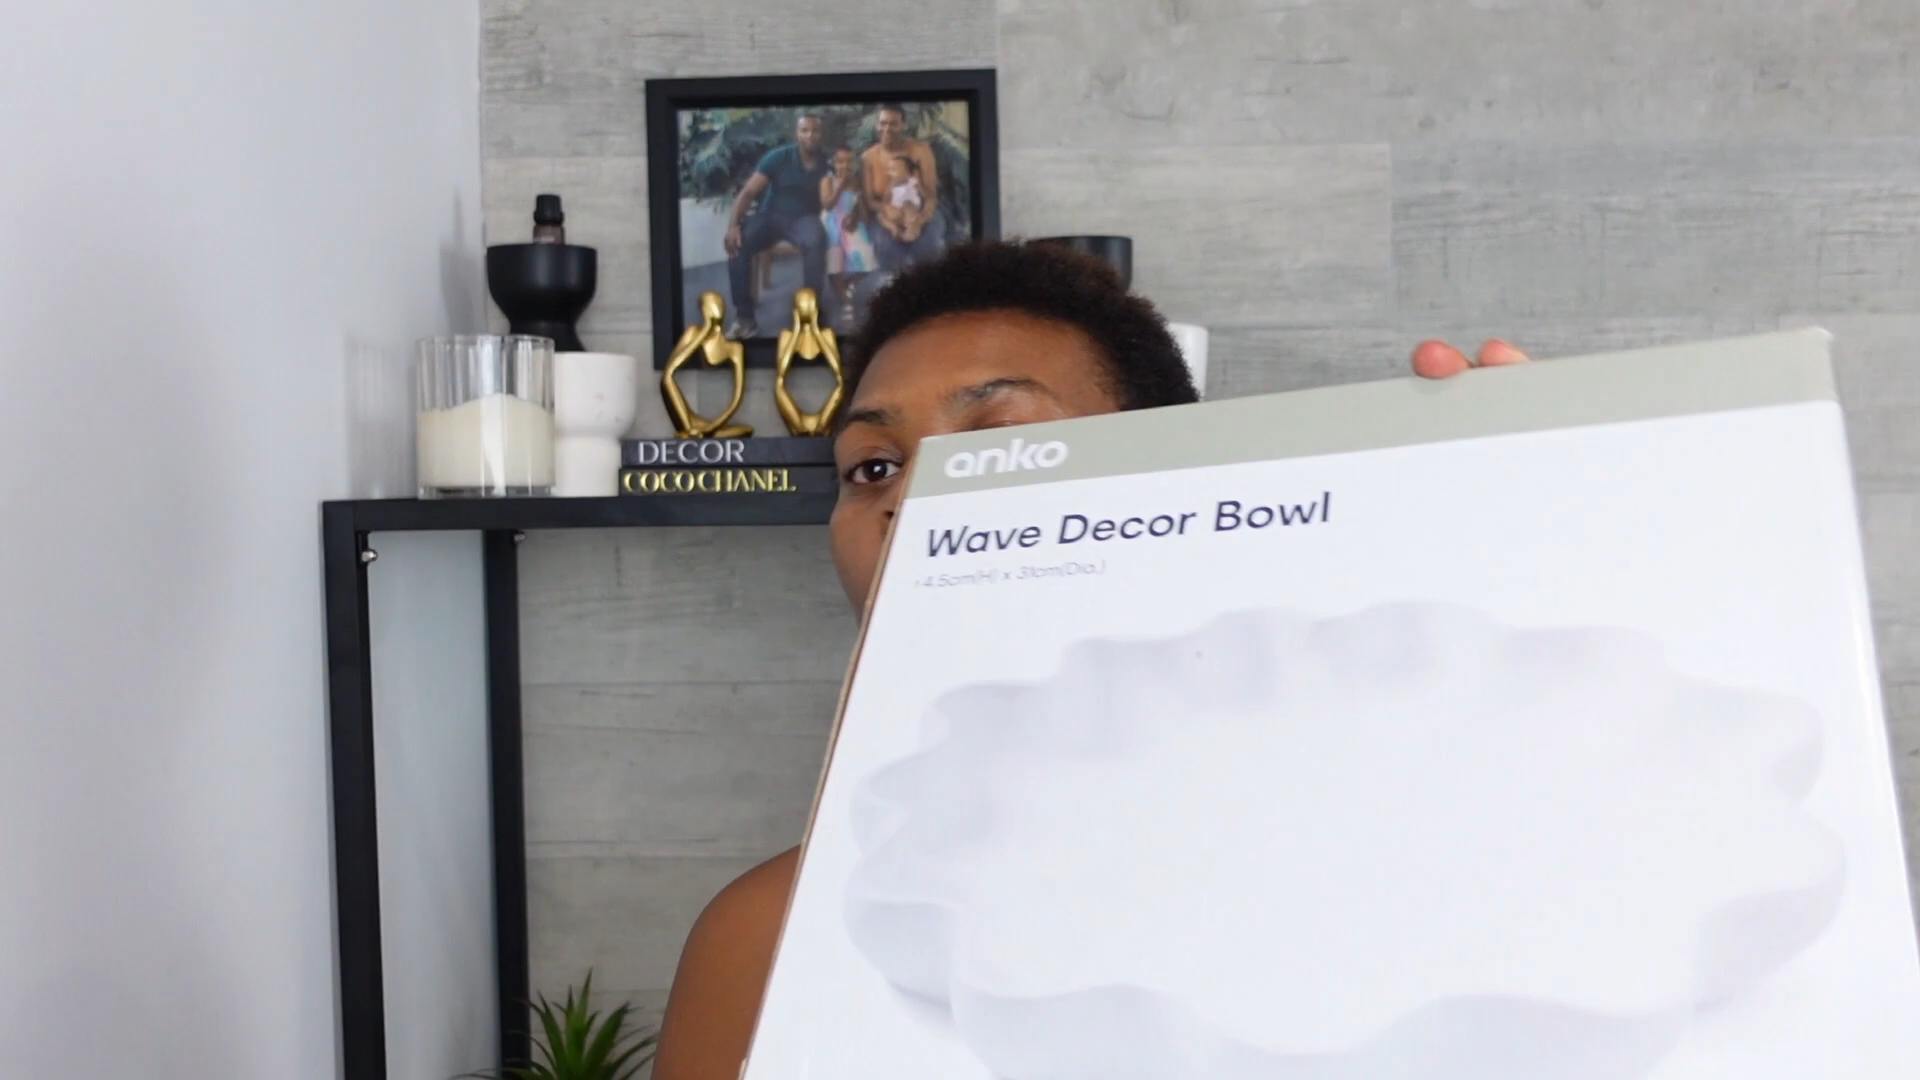 DECOR
COCO CHANEL
anko
Wave Decor Bowl
14.5cm(H) x 31cm(Dia.)